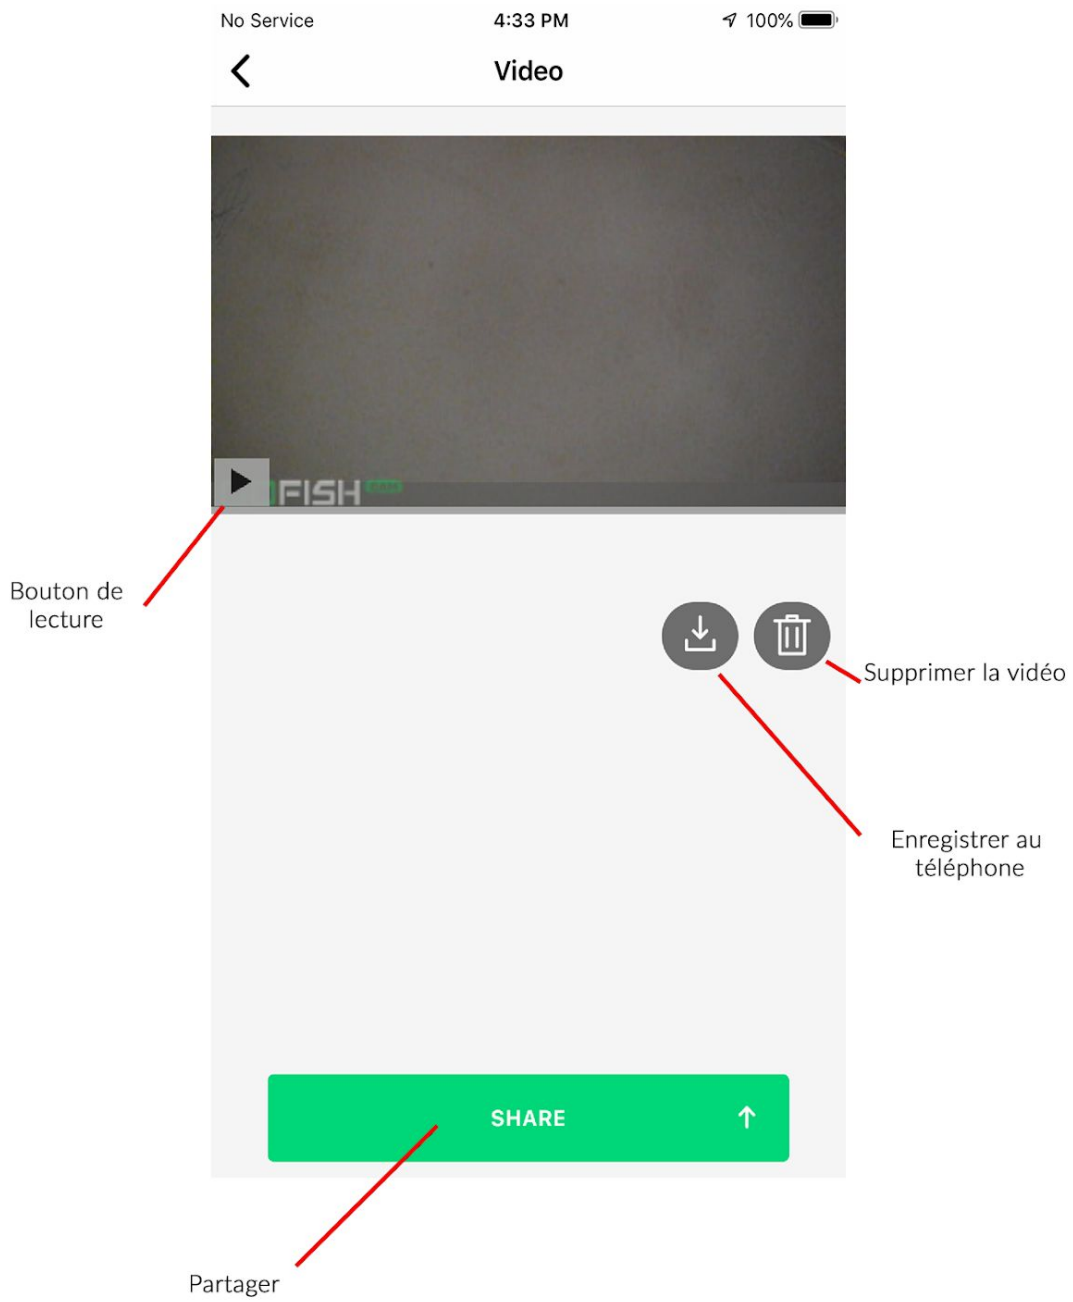 No Service 4:33 PM 100%
Video
FISH
Bouton de
lecture
Supprimer la vidéo
Enregistrer au
téléphone
SHARE
Partager